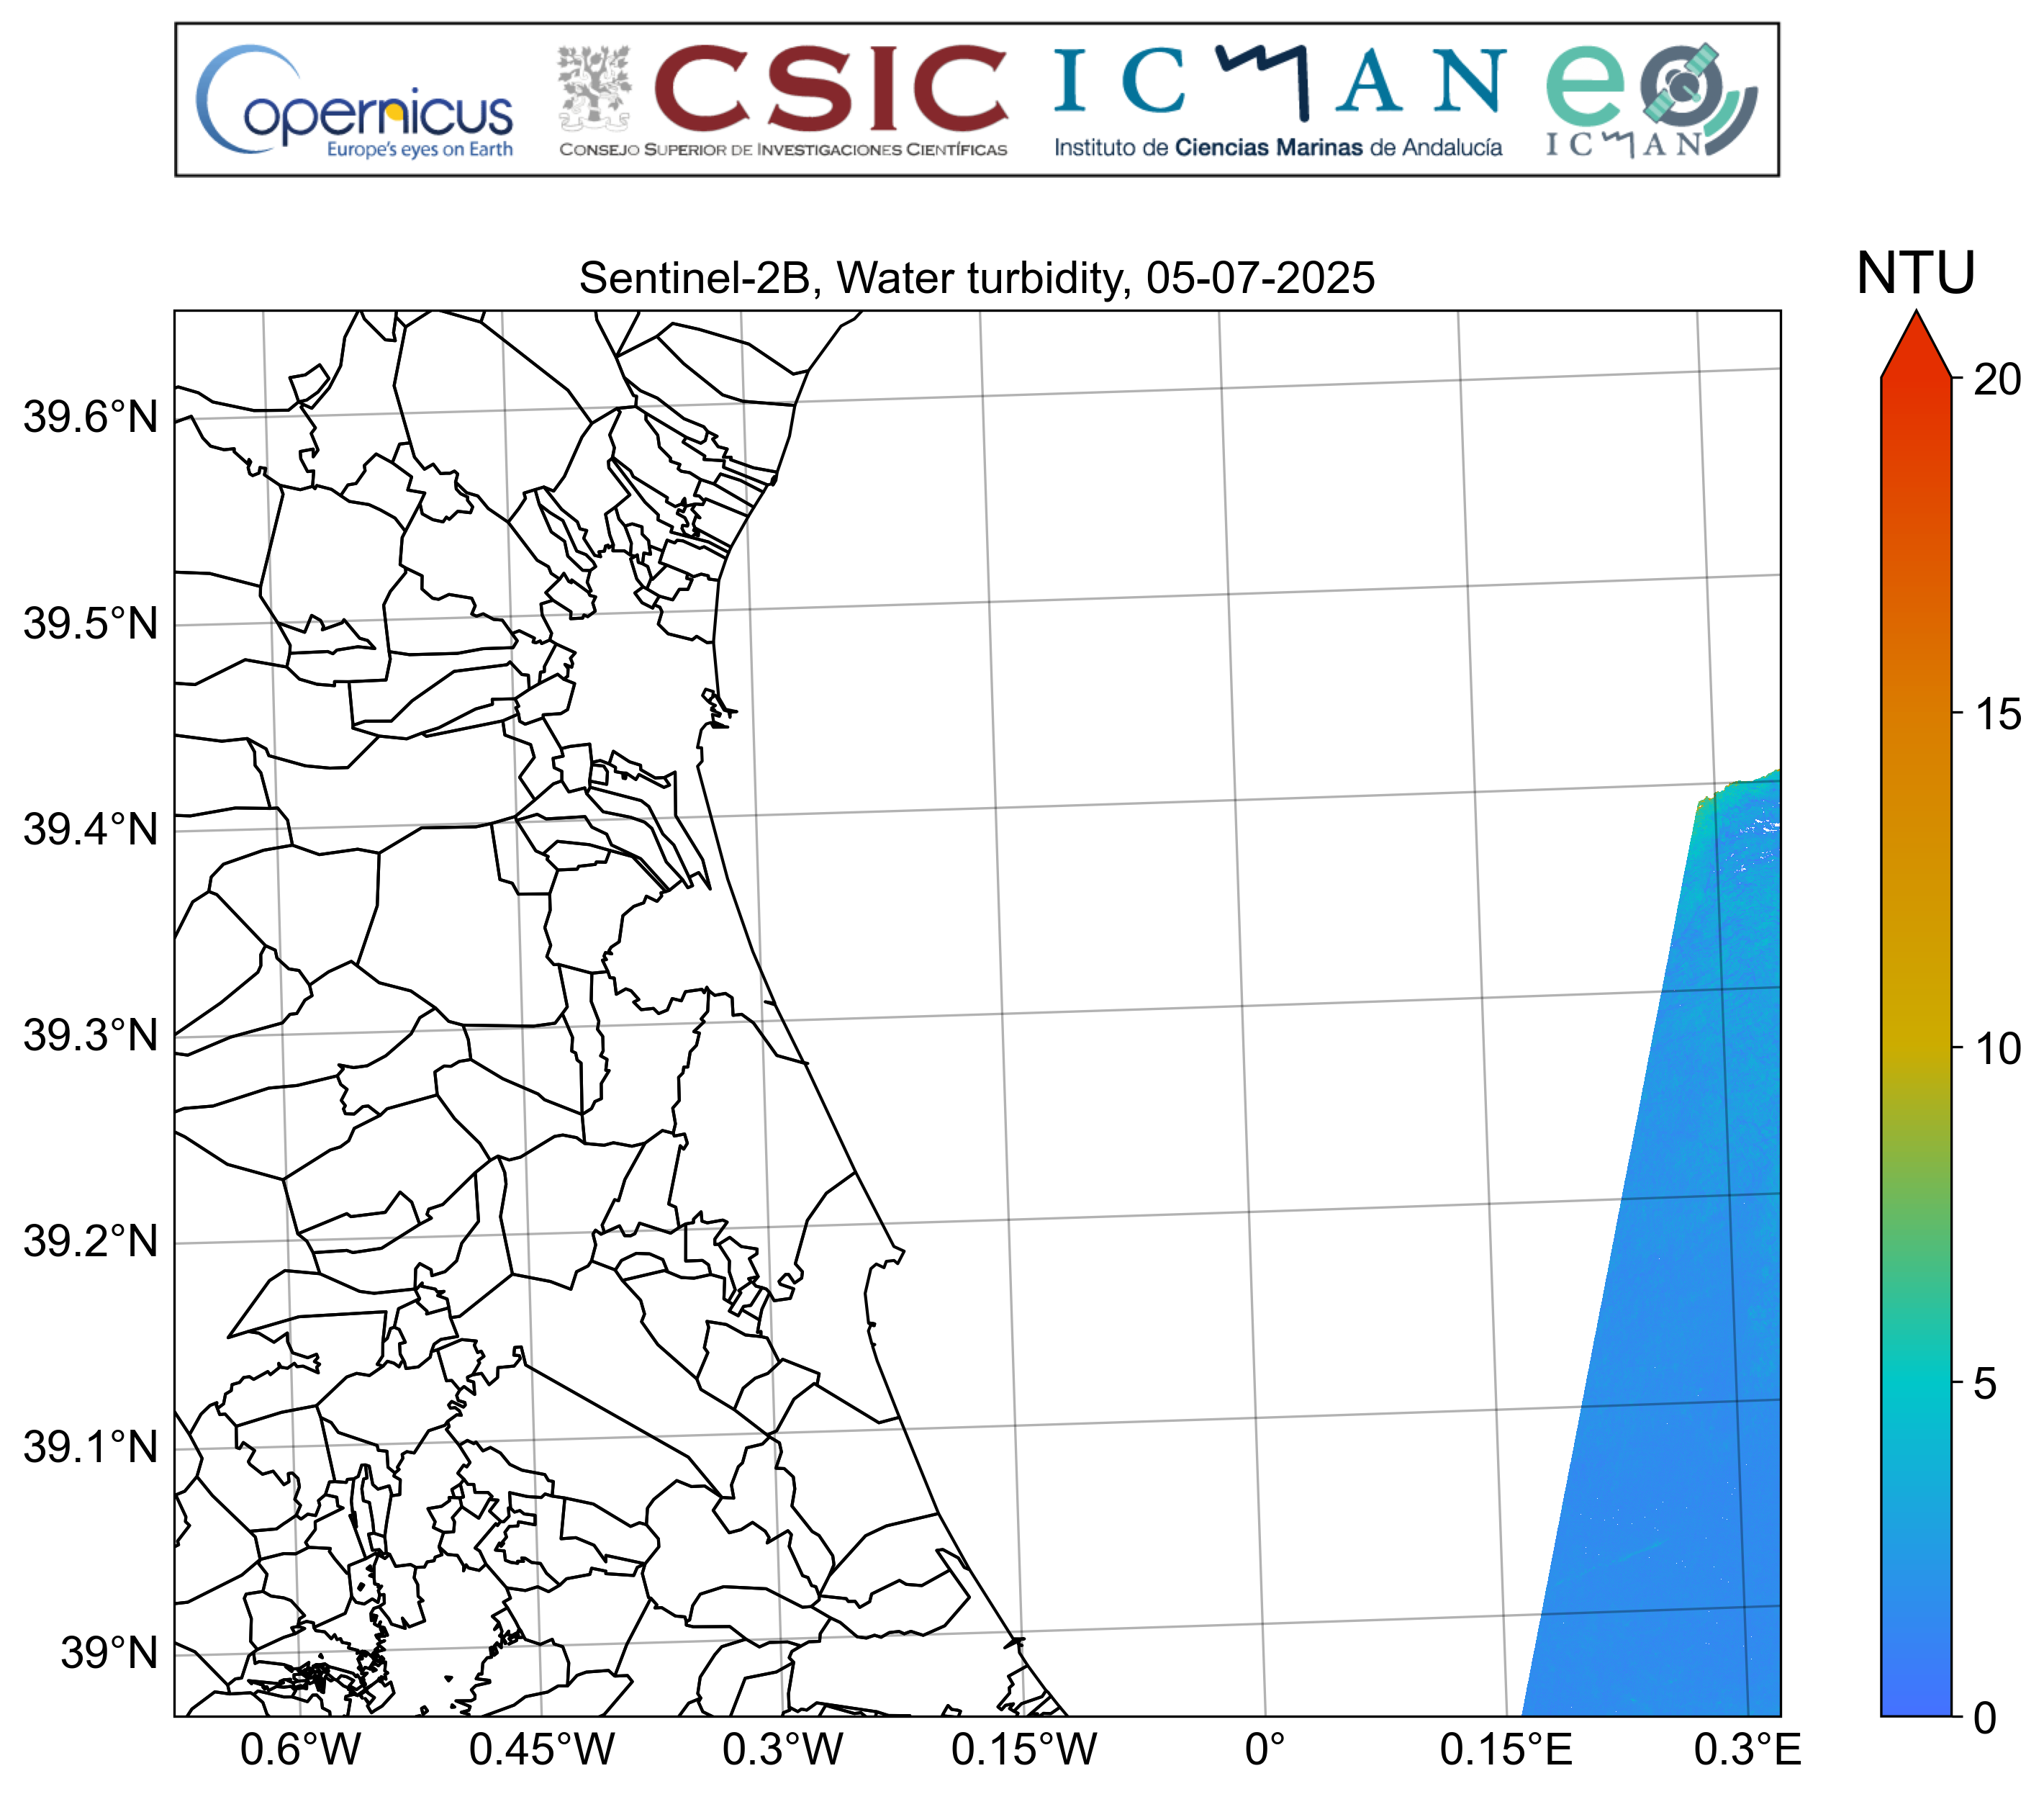 Copernicus
Europe's eyes on Earth
CSIC
CONSEJO SUPERIOR DE INVESTIGACIONES CIENTÍFICAS
ICMAN
Instituto de Ciencias Marinas de Andalucía
eo
ICMAN
Sentinel-2B, Water turbidity, 05-07-2025
NTU
39.6°N
39.5°N
39.4°N
39.3°N
39.2°N
39.1°N
39°N
0.6°W
0.45°W
0.3°W
0.15°W
0°
0.15°E
0.3°E
20
15
10
5
0